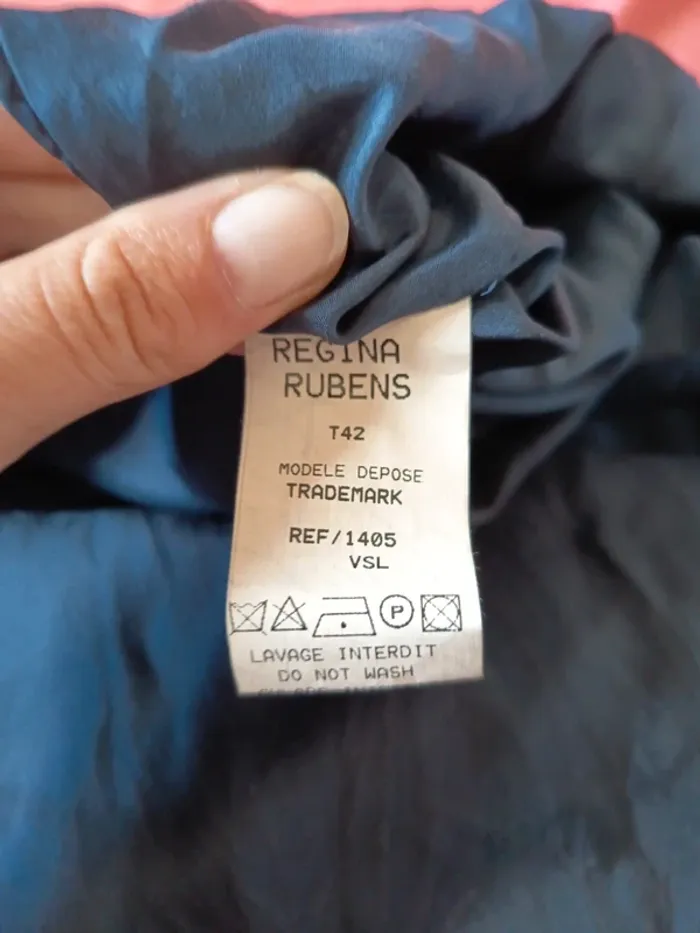 REGINA
RUBENS
T42
MODELE DEPOSE
TRADEMARK
REF/1405
VSL
P
LAVAGE INTERDIT
DO NOT WASH